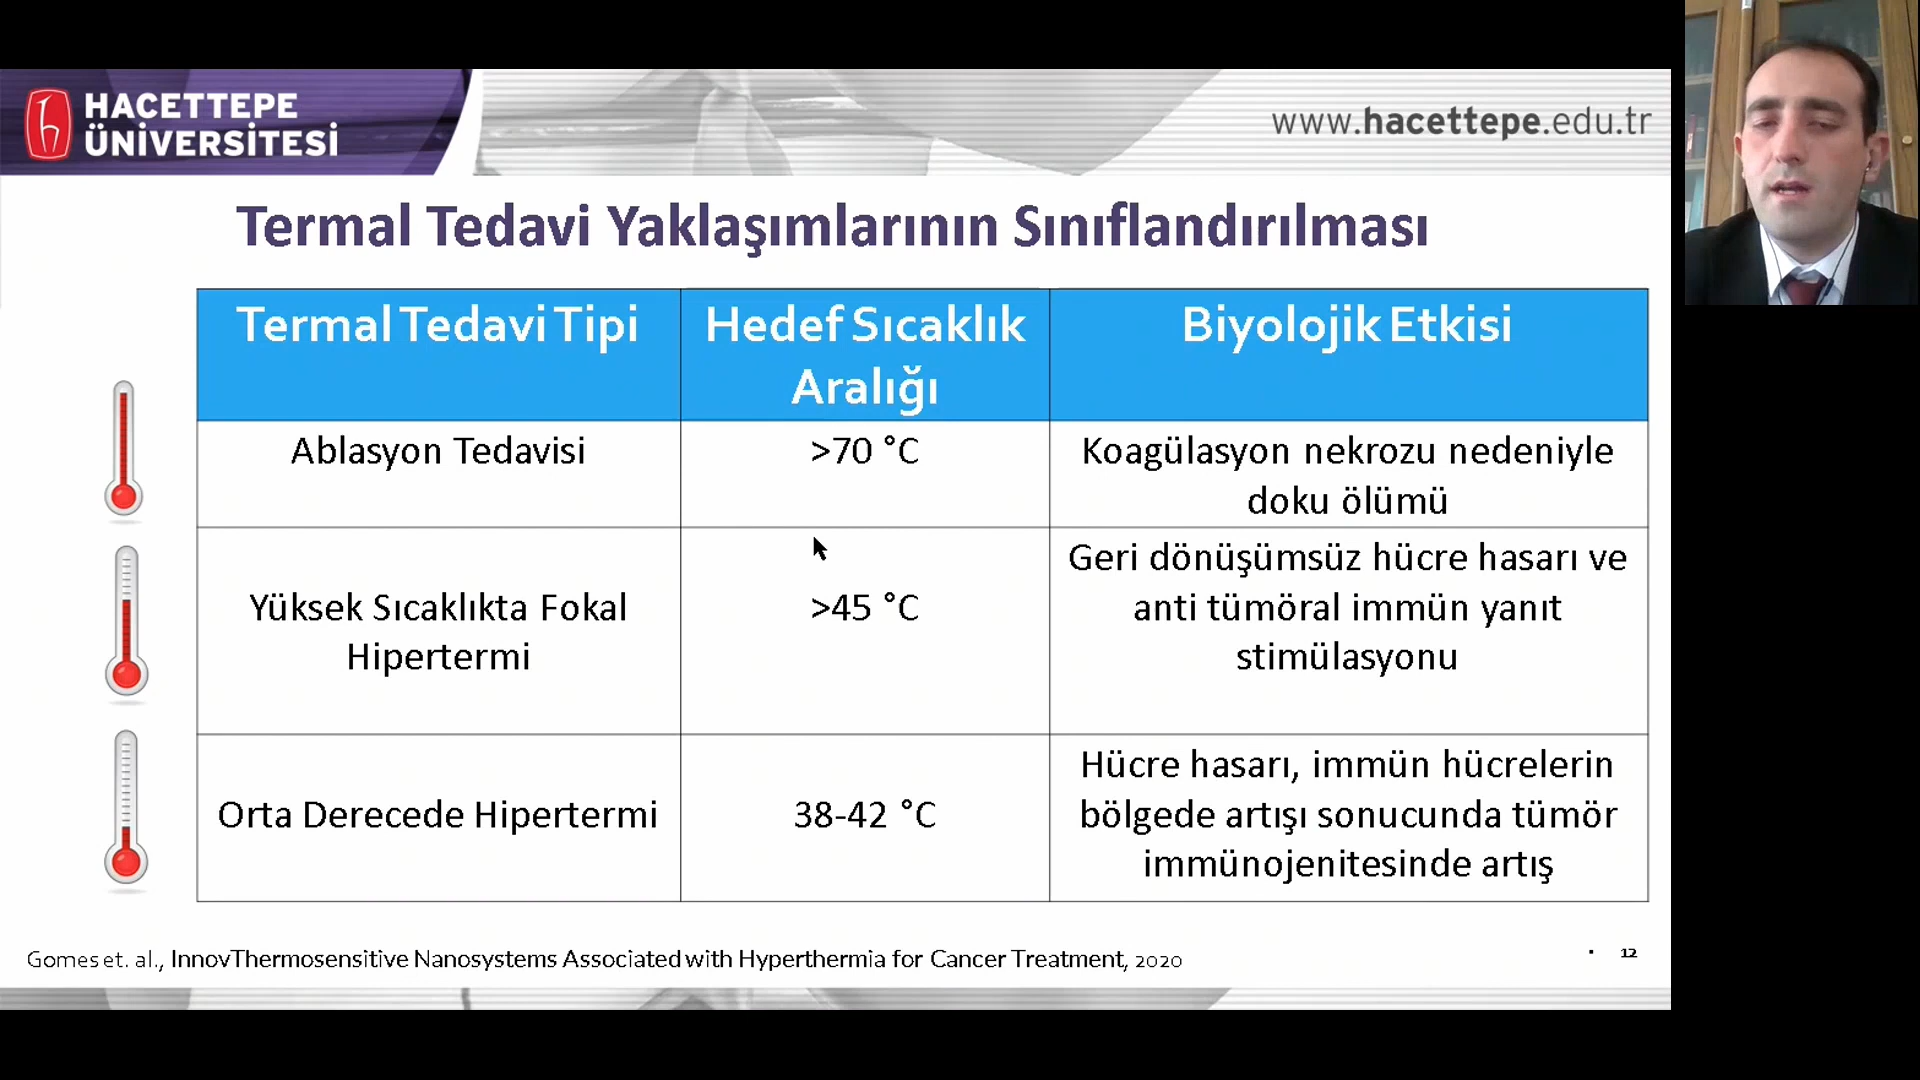 HACETTEPE
ÜNİVERSİTESİ
www.hacettepe.edu.tr
Termal Tedavi Yaklaşımlarının Sınıflandırılması
Termal Tedavi Tipi
Hedef Sıcaklık
Aralığı
Biyolojik Etkisi
Ablasyon Tedavisi
>70 °C
Koagülasyon nekrozu nedeniyle
doku ölümü
Yüksek Sıcaklıkta Fokal
Hipertermi
>45 °C
Geri dönüşümsüz hücre hasarı ve
anti tümöral immün yanıt
stimülasyonu
Orta Derecede Hipertermi
38-42 °C
Hücre hasarı, immün hücrelerin
bölgede artışı sonucunda tümör
immünojenitesinde artış
Gomes et. al., InnovThermosensitive Nanosystems Associated with Hyperthermia for Cancer Treatment, 2020
• 12